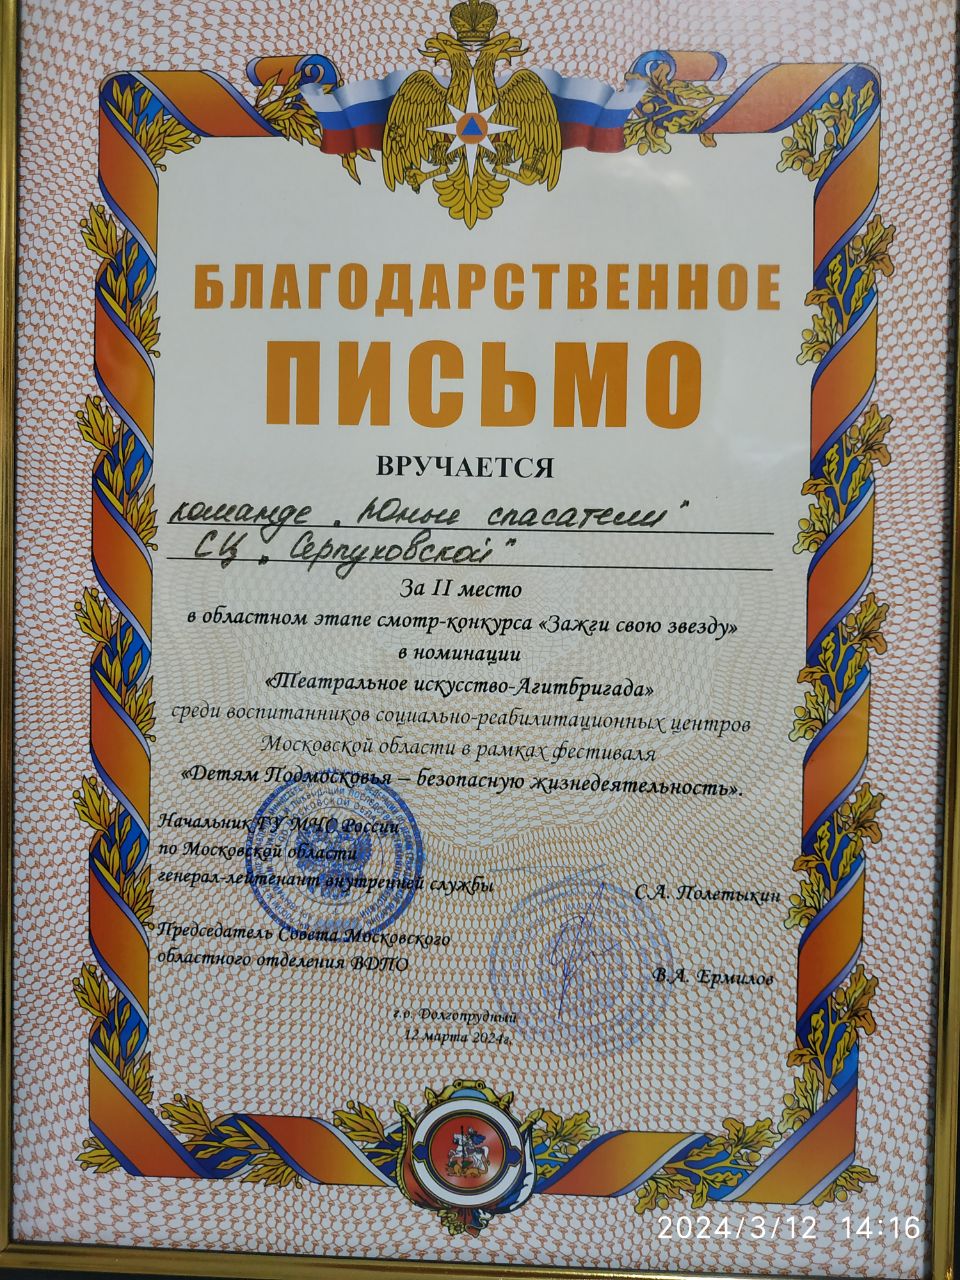 БЛАГОДАРСТВЕННОЕ
ПИСЬМО
ВРУЧАЕТСЯ
команде „Юные спасатели"
СЦ „Серпуховской"
За II место
в областном этапе смотр-конкурса «Зажги свою звезду»
в номинации
«Театральное искусство-Агитбригада»
среди воспитанников социально-реабилитационных центров
Московской области в рамках фестиваля
«Детям Подмосковья – безопасную жизнедеятельность».
Начальник ГУ МЧС России
по Московской области
генерал-лейтенант внутренней службы
С.А. Полетыкин
Председатель Совета Московского
областного отделения ВДПО
В.А. Ермилов
г.о. Долгопрудный
12 марта 2024г.
2024/3/12 14:16